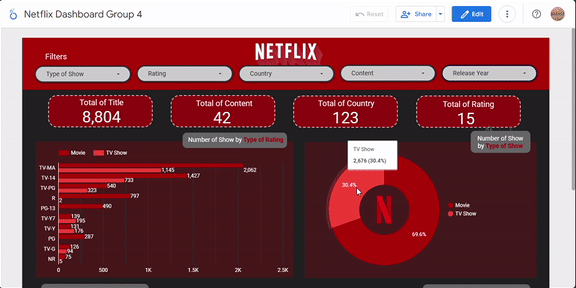 Netflix Dashboard Group 4
Reset
Share
Edit
Filters
NETFLIX
Type of Show
Rating
Country
Content
Release Year
Total of Title
8,804
Total of Content
42
Total of Country
123
Total of Rating
15
Number of Show by Type of Rating
Number of Show
by Type of Show
Movie
TV Show
TV-MA
1,145
2,062
TV-14
733
1,427
TV-PG
540
323
R
797
2
PG-13
490
TV-Y7
139
195
TV-Y
131
176
PG
287
TV-G
126
94
NR
75
5
0
500
1K
1.5K
2K
2.5K
TV Show
2,676 (30.4%)
30.4%
69.6%
N
Movie
TV Show